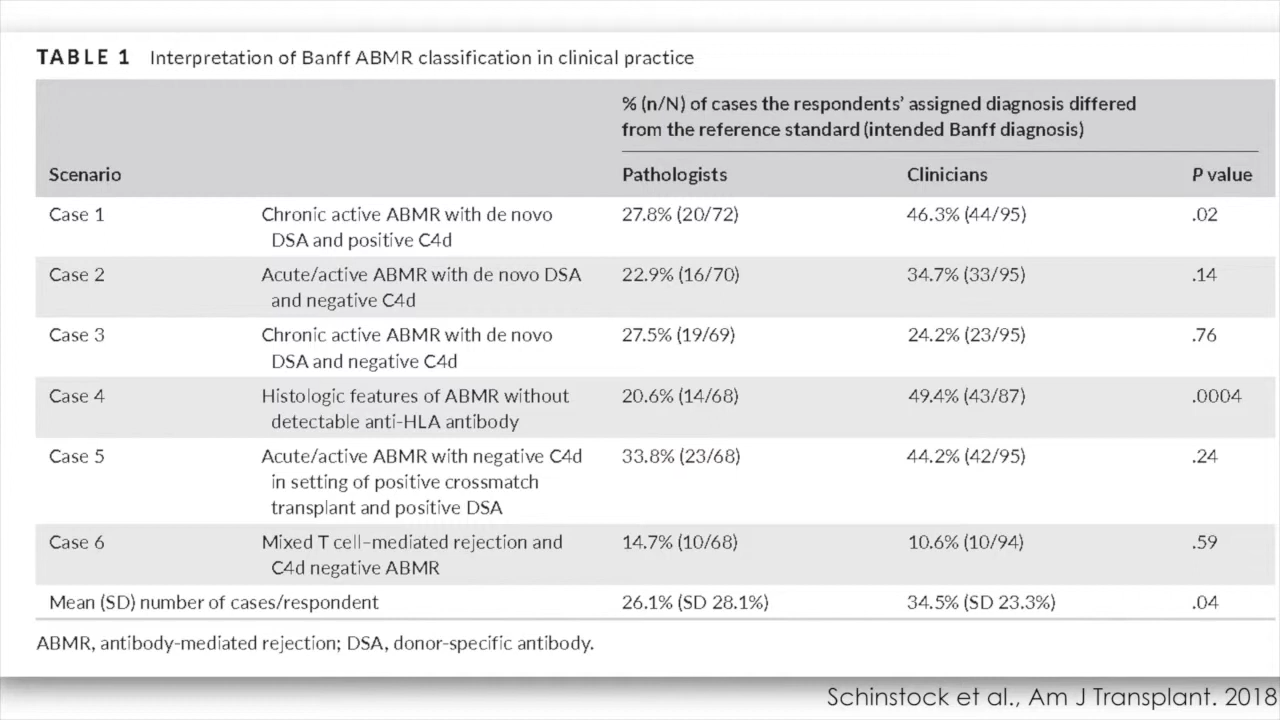 TABLE 1 Interpretation of Banff ABMR classification in clinical practice
% (n/N) of cases the respondents' assigned diagnosis differed
from the reference standard (intended Banff diagnosis)
Scenario Pathologists Clinicians P value
Case 1 Chronic active ABMR with de novo 27.8% (20/72) 46.3% (44/95) .02
DSA and positive C4d
Case 2 Acute/active ABMR with de novo DSA 22.9% (16/70) 34.7% (33/95) .14
and negative C4d
Case 3 Chronic active ABMR with de novo 27.5% (19/69) 24.2% (23/95) .76
DSA and negative C4d
Case 4 Histologic features of ABMR without 20.6% (14/68) 49.4% (43/87) .0004
detectable anti-HLA antibody
Case 5 Acute/active ABMR with negative C4d 33.8% (23/68) 44.2% (42/95) .24
in setting of positive crossmatch
transplant and positive DSA
Case 6 Mixed T cell–mediated rejection and 14.7% (10/68) 10.6% (10/94) .59
C4d negative ABMR
Mean (SD) number of cases/respondent 26.1% (SD 28.1%) 34.5% (SD 23.3%) .04
ABMR, antibody-mediated rejection; DSA, donor-specific antibody.
Schinstock et al., Am J Transplant. 2018